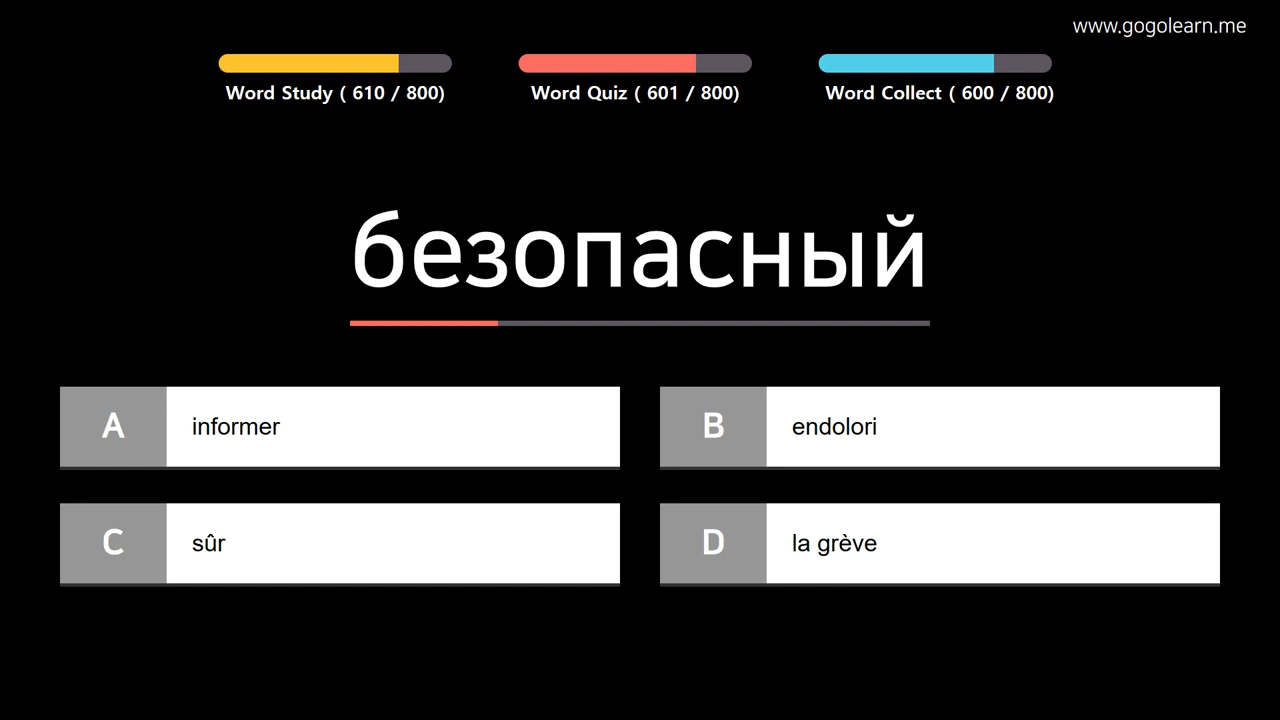 www.gogolearn.me
Word Study ( 610 / 800)
Word Quiz ( 601 / 800)
Word Collect ( 600 / 800)
безопасный
A informer
B endolori
C sûr
D la grève